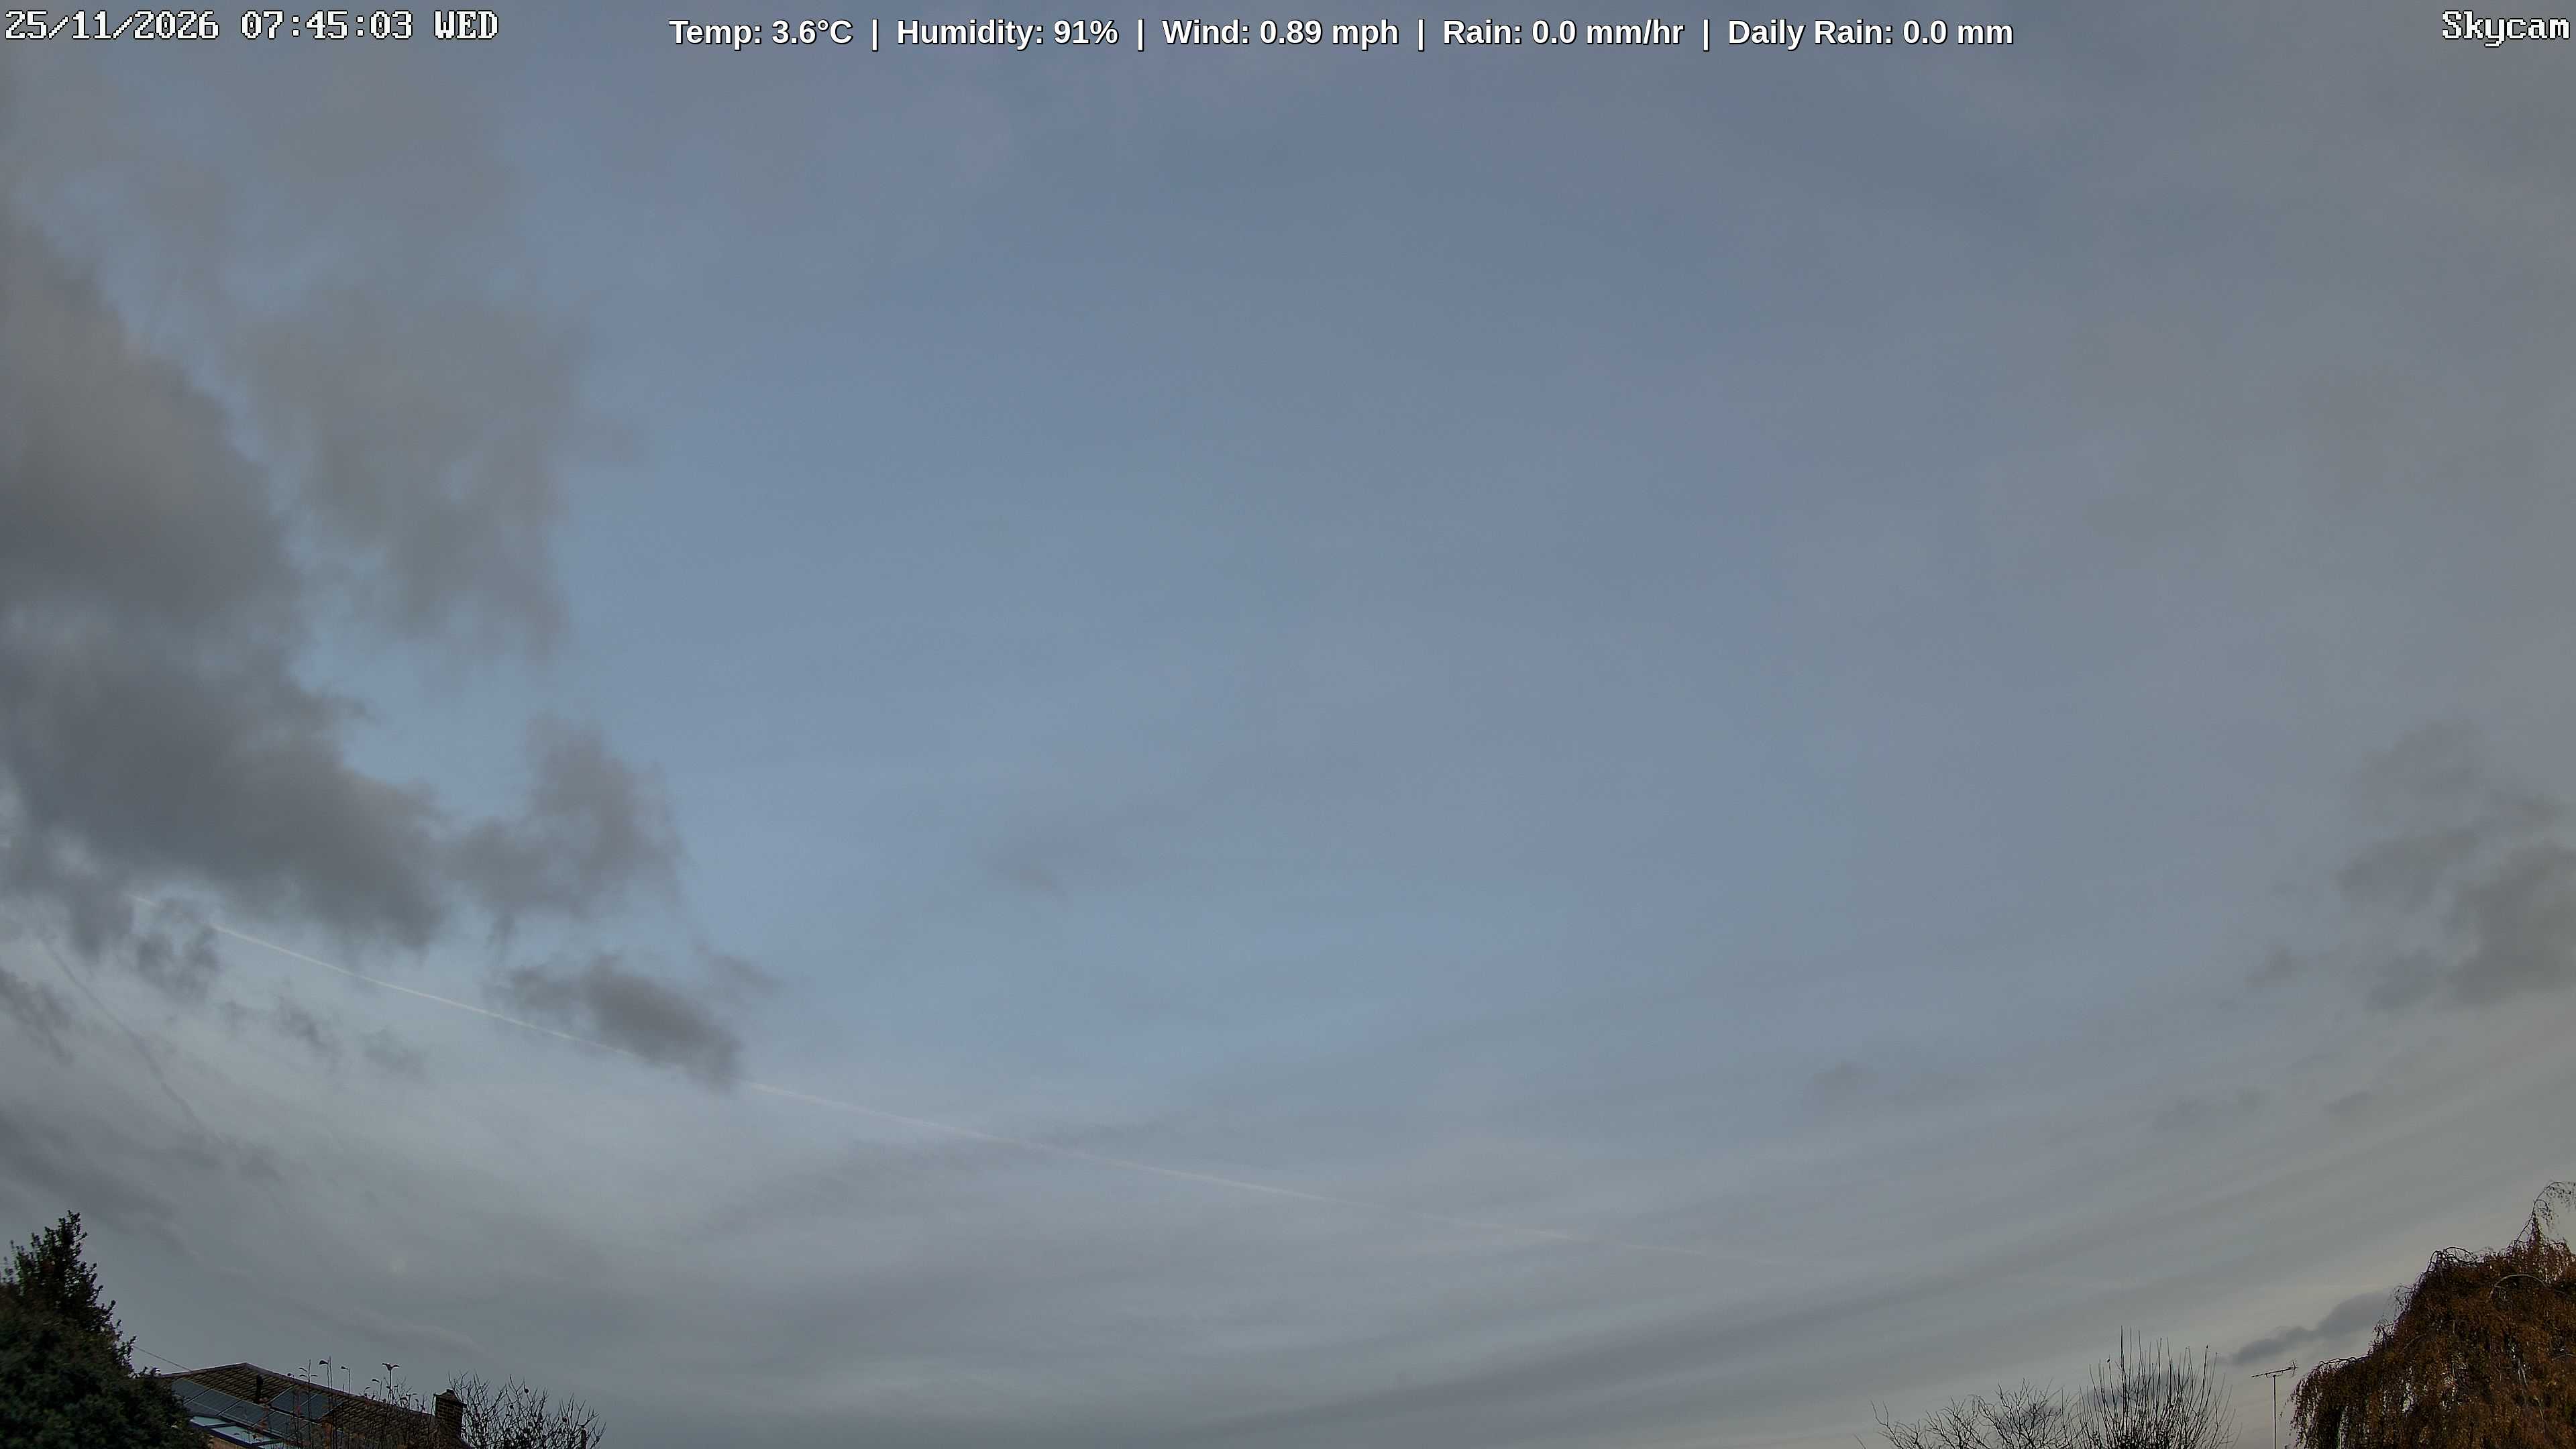 25/11/2026 07:45:03 WED
Temp: 3.6°C | Humidity: 91% | Wind: 0.89 mph | Rain: 0.0 mm/hr | Daily Rain: 0.0 mm
Skycam